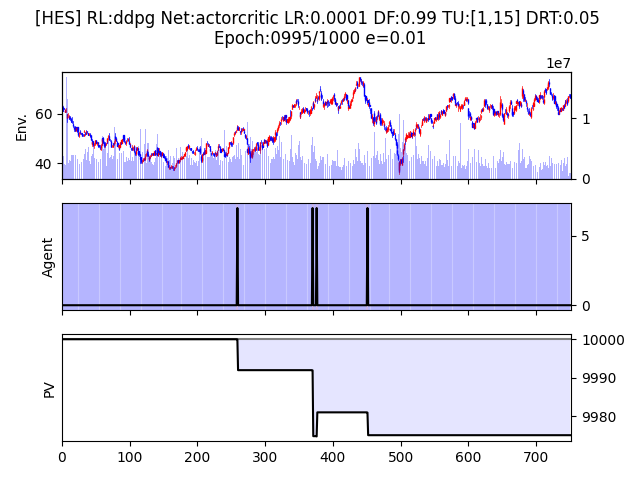 [HES] RL:ddpg Net:actorcritic LR:0.0001 DF:0.99 TU:[1,15] DRT:0.05
Epoch:0995/1000 e=0.01
1e7
Env.
60
40
1
0
Agent
5
0
PV
10000
9990
9980
0 100 200 300 400 500 600 700